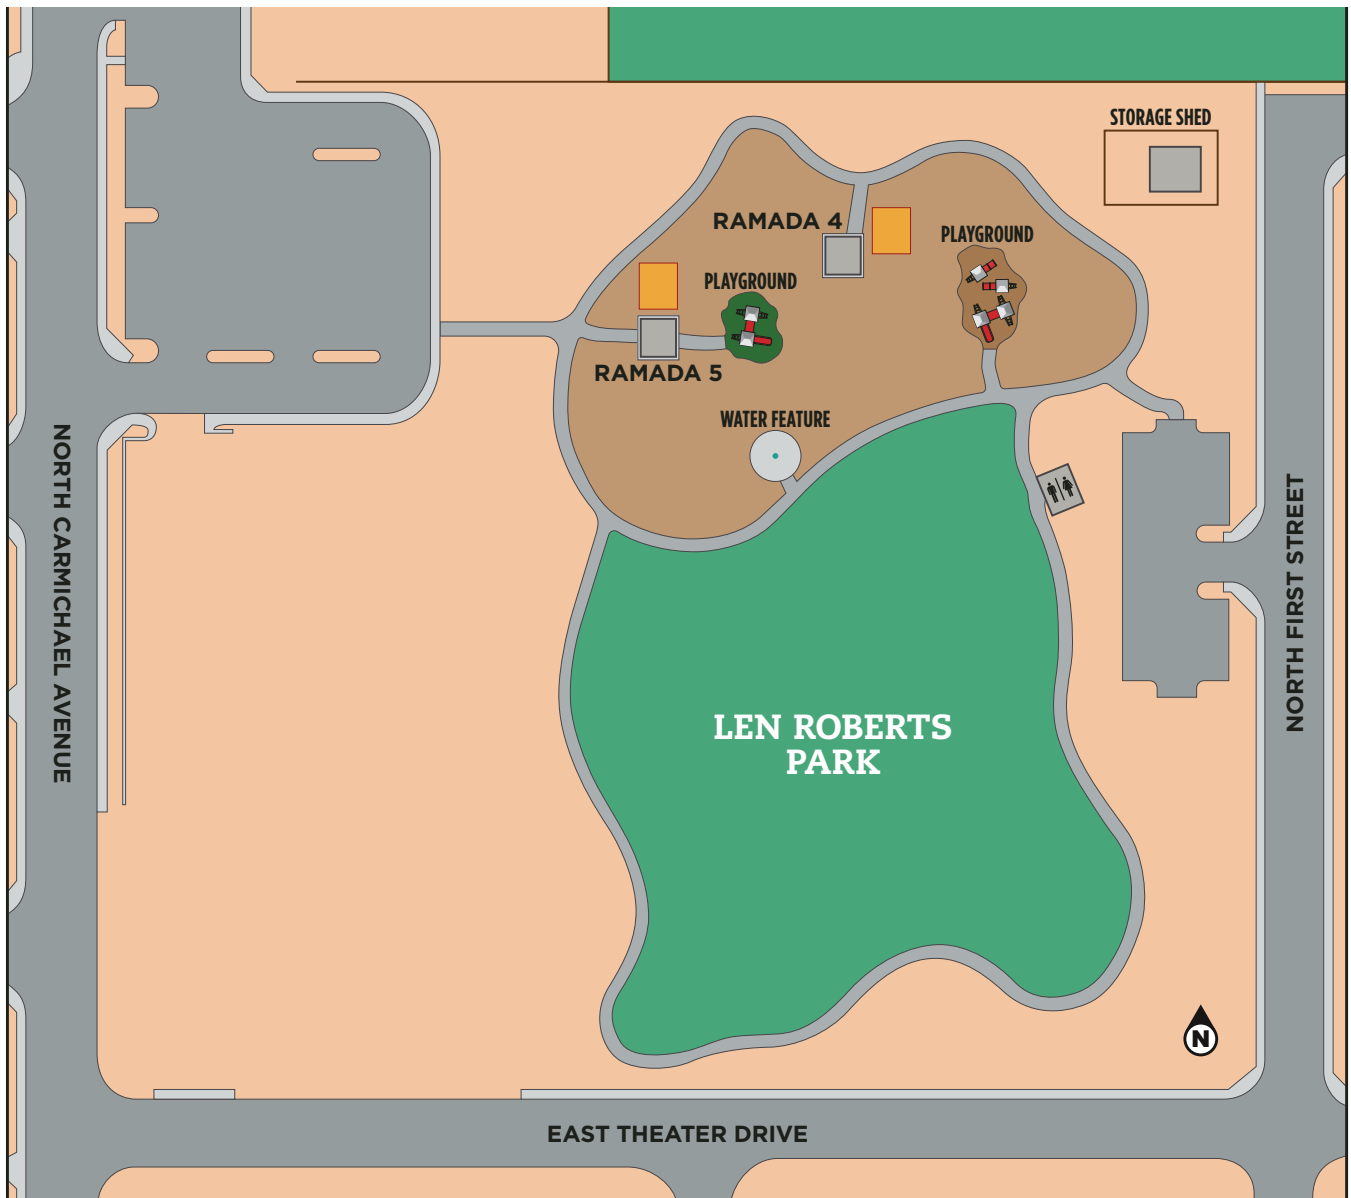 STORAGE SHED
RAMADA 4
PLAYGROUND
PLAYGROUND
RAMADA 5
WATER FEATURE
NORTH CARMICHAEL AVENUE
NORTH FIRST STREET
LEN ROBERTS
PARK
N
EAST THEATER DRIVE